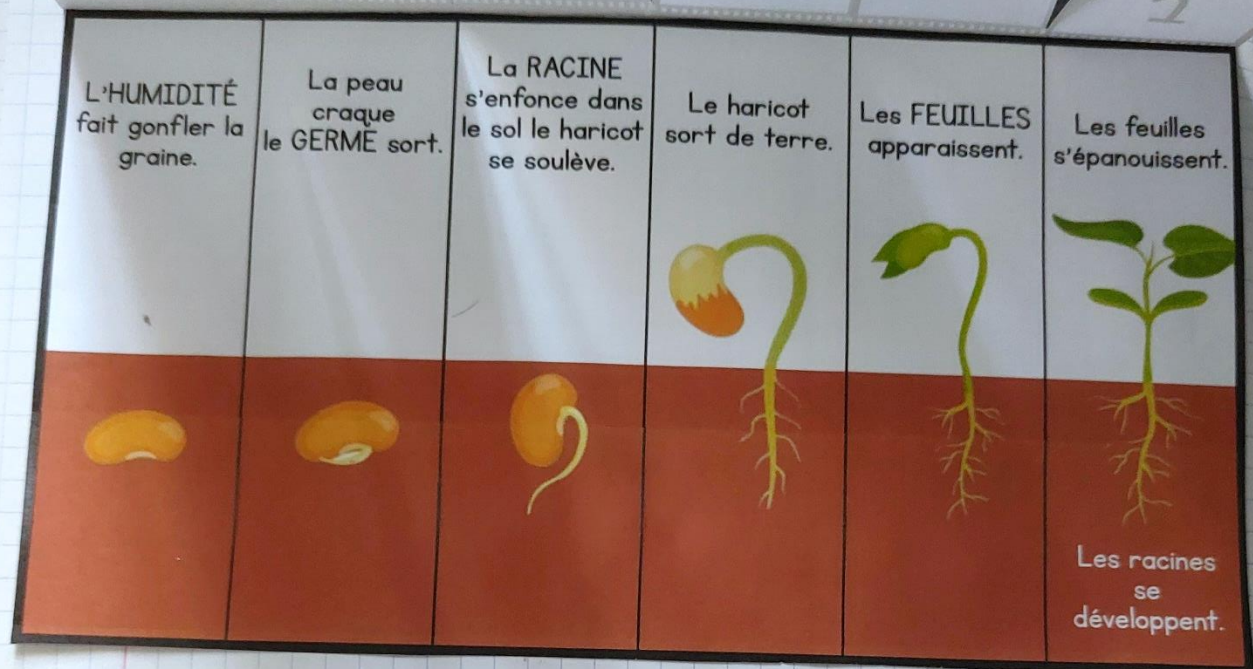 L'HUMIDITÉ
fait gonfler la
graine.
La peau
craque
le GERME sort.
La RACINE
s'enfonce dans
le sol le haricot
se soulève.
Le haricot
sort de terre.
Les FEUILLES
apparaissent.
Les feuilles
s'épanouissent.
Les racines
se
développent.